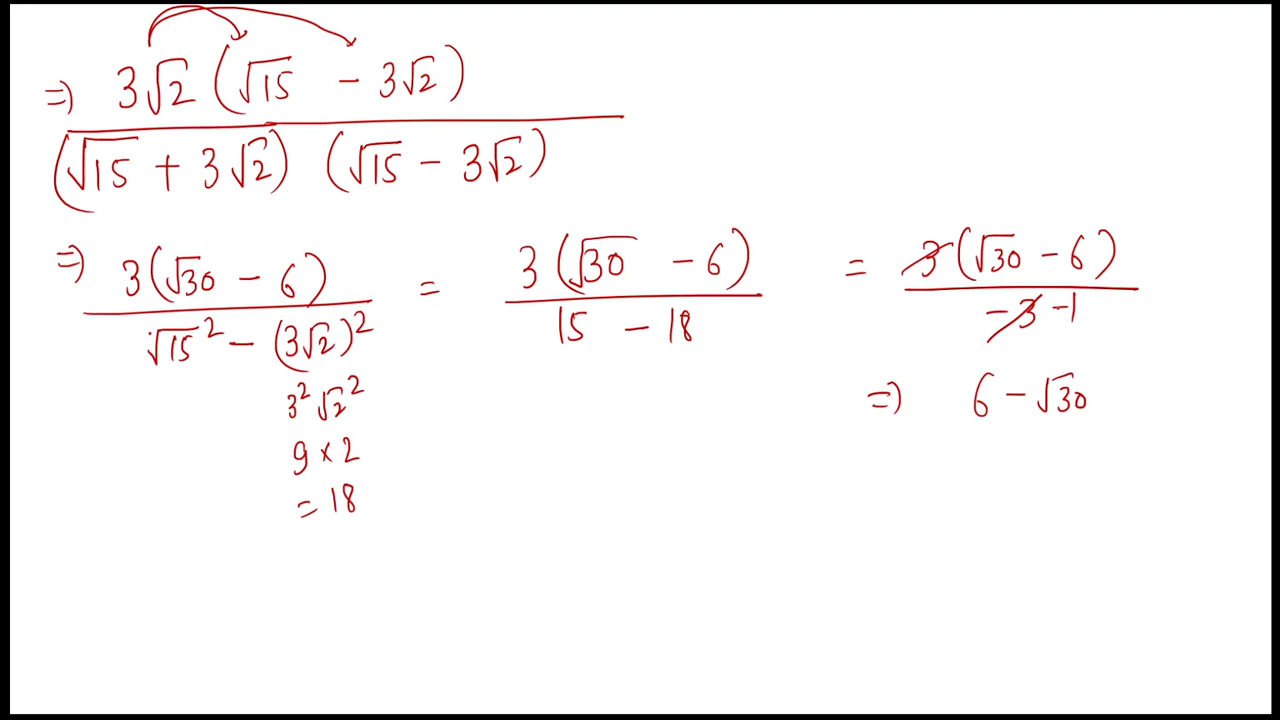 ⇒ 3√2 (√15 - 3√2)
(√15 + 3√2) (√15 - 3√2)
⇒ 3(√30 - 6) = 3(√30 - 6) = 3(√30 - 6)
√15² - (3√2)² 15 - 18 -3 -1
3² √2² ⇒ 6 - √30
9 × 2
= 18